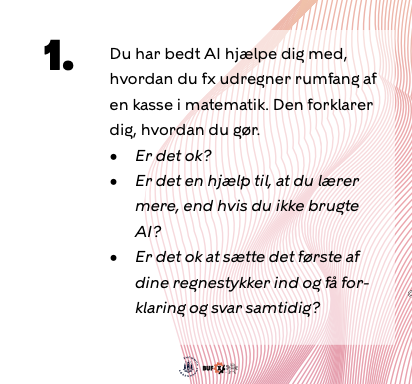 1.
Du har bedt AI hjælpe dig med,
hvordan du fx udregner rumfang af
en kasse i matematik. Den forklarer
dig, hvordan du gør.
• Er det ok?
• Er det en hjælp til, at du lærer
mere, end hvis du ikke brugte
AI?
• Er det ok at sætte det første af
dine regnestykker ind og få for-
klaring og svar samtidig?
BUF